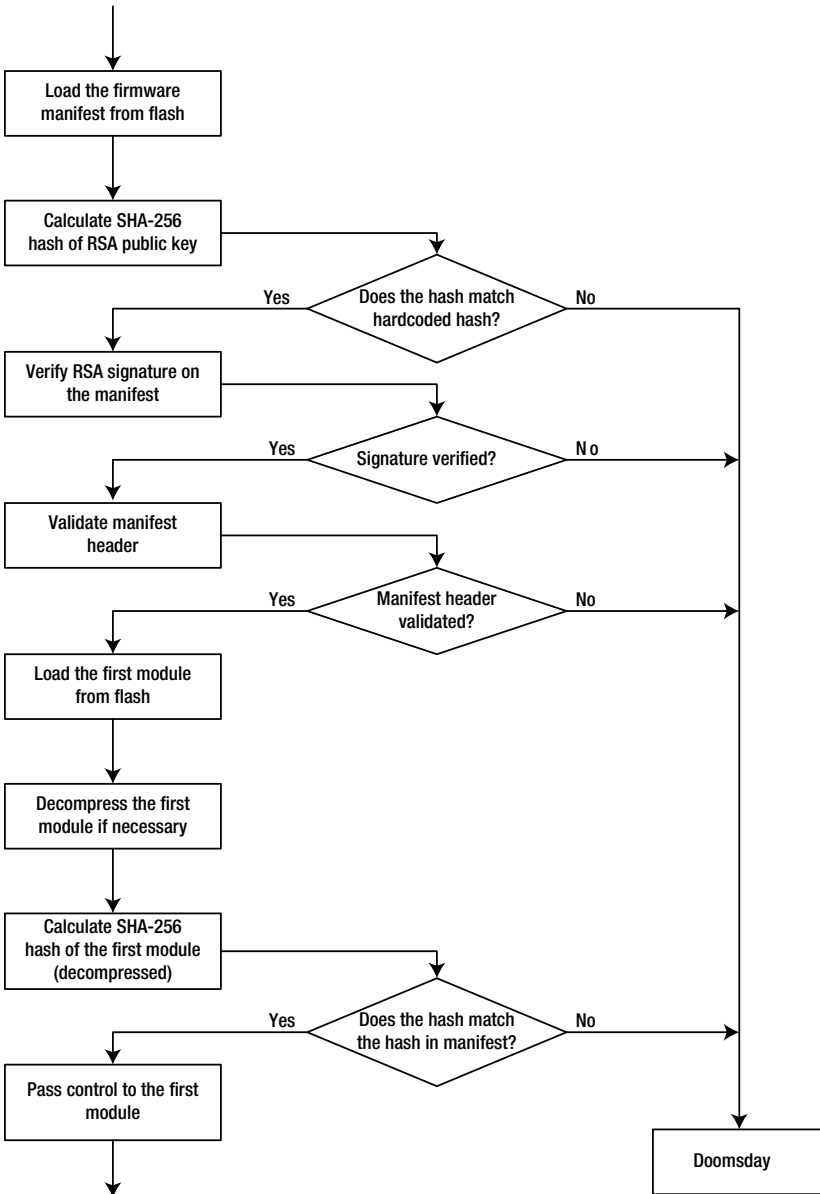 Load the firmware
manifest from flash
Calculate SHA-256
hash of RSA public key
Yes
Does the hash match
hardcoded hash?
No
Verify RSA signature on
the manifest
Yes
Signature verified?
No
Validate manifest
header
Yes
Manifest header
validated?
No
Load the first module
from flash
Decompress the first
module if necessary
Calculate SHA-256
hash of the first module
(decompressed)
Yes
Does the hash match
the hash in manifest?
No
Pass control to the first
module
Doomsday